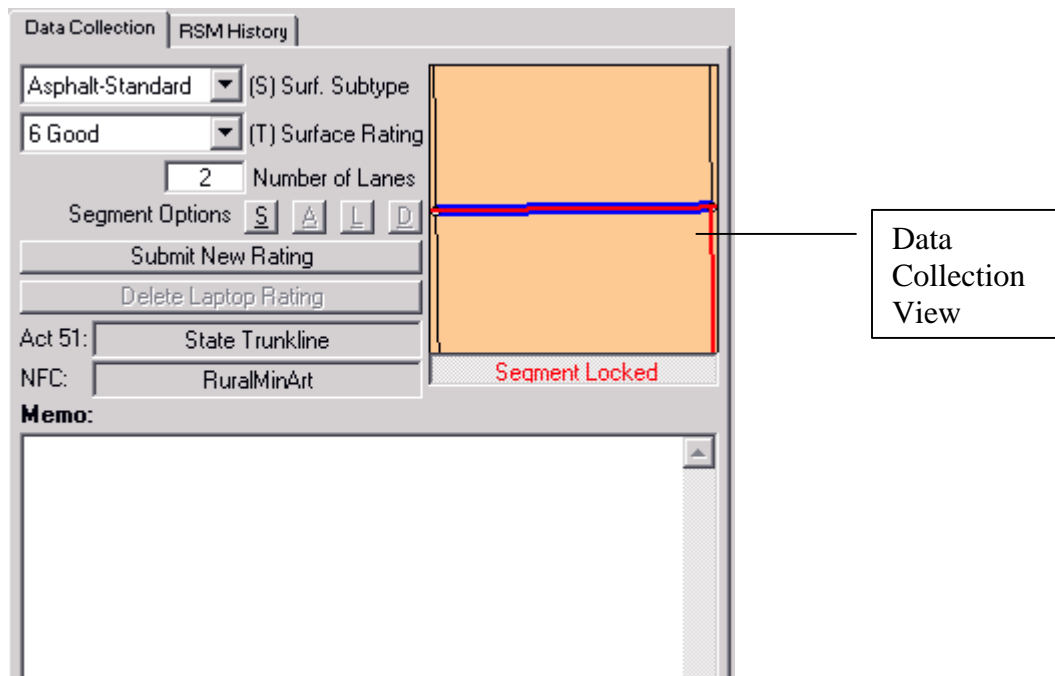 Data Collection
RSM History
Asphalt-Standard (S) Surf. Subtype
6 Good (T) Surface Rating
2 Number of Lanes
Segment Options S A L D
Submit New Rating
Delete Laptop Rating
Act 51: State Trunkline
NFC: RuralMinArt
Segment Locked
Memo:
Data
Collection
View